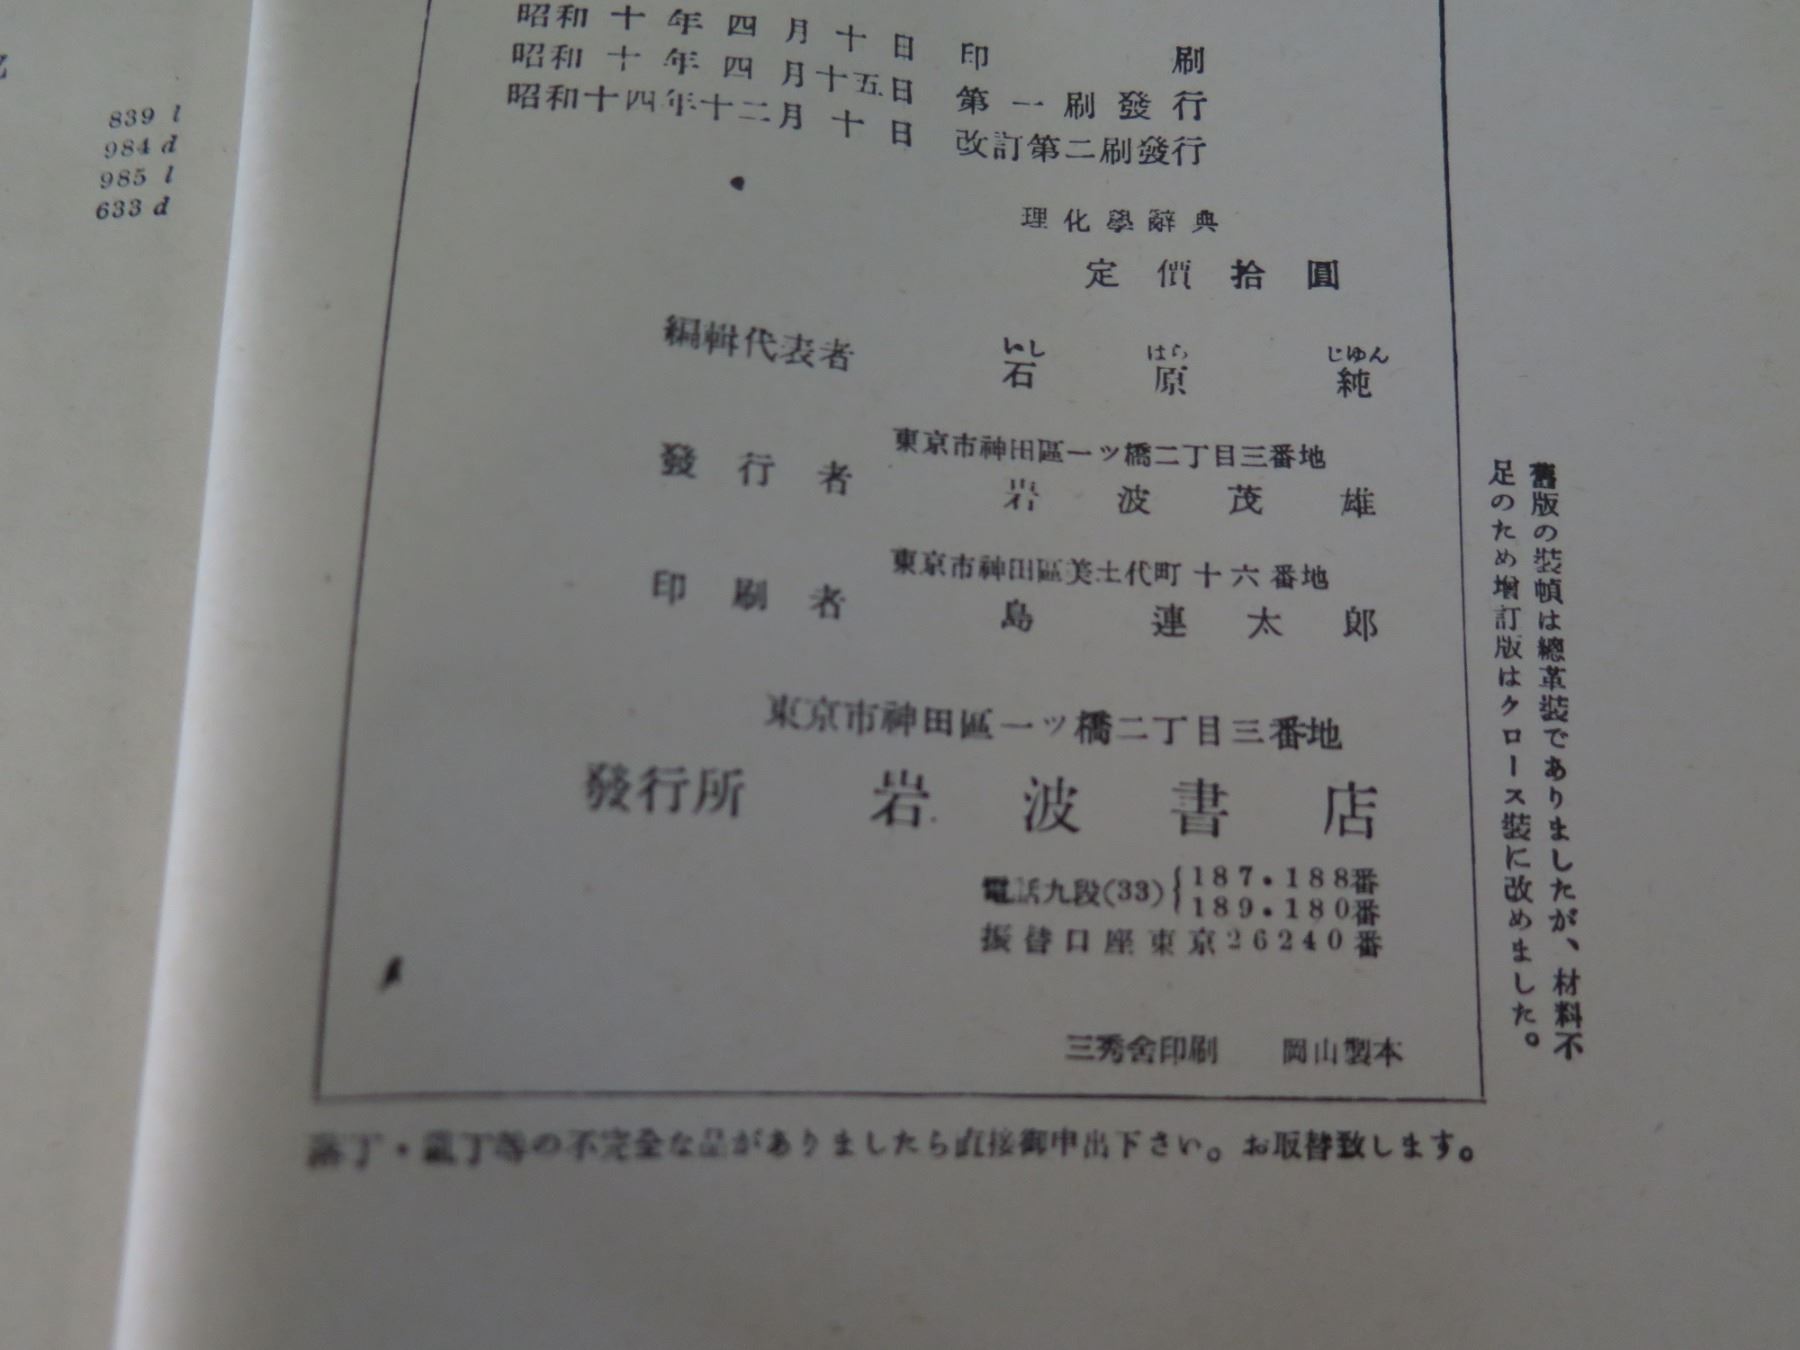 839 l
984 d
985 l
633 d
昭和十年四月十日 印刷
昭和十年四月十五日 第一刷發行
昭和十四年十二月十日 改訂第二刷發行
理化學辭典
定價拾圓
編輯代表者 石原純
いし はら じゆん
東京市神田區一ツ橋二丁目三番地
發行者 岩波茂雄
東京市神田區美土代町十六番地
印刷者 島連太郎
東京市神田區一ツ橋二丁目三番地
發行所 岩波書店
電話九段(33) 187・188番
189・180番
振替口座東京26240番
三秀舍印刷 岡山製本
舊版の裝幀は總革裝でありましたが、材料不
足のため增訂版はクロース裝に改めました。
落丁・亂丁等の不完全な品がありましたら直接御申出下さい。お取替致します。